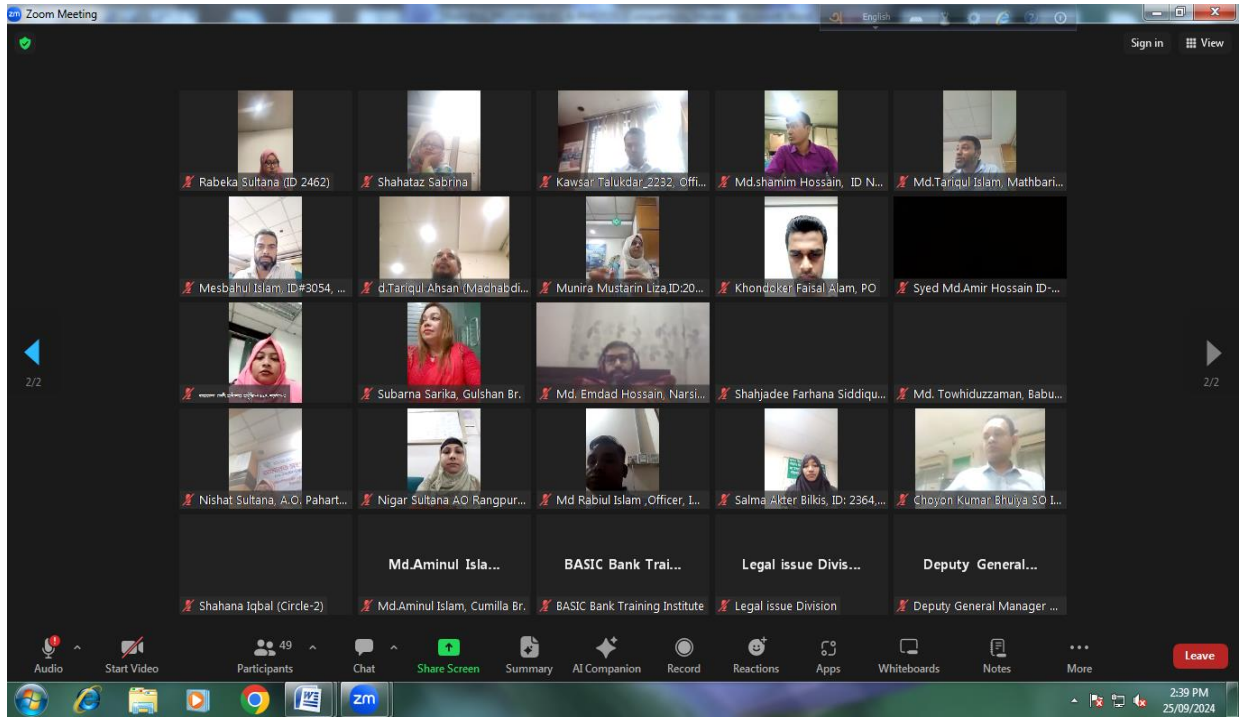 Zoom Meeting
English
Sign in View
Rabeka Sultana (ID 2462)
Shahataz Sabrina
Kawsar Talukdar_2232, Offi...
Md.shamim Hossain, ID N...
Md.Tariqul Islam, Mathbari...
Mesbahul Islam, ID#3054, ...
d.Tariqul Ahsan (Madhabdi...
Munira Mustarin Liza,ID:20...
Khondoker Faisal Alam, PO
Syed Md.Amir Hossain ID-...
2/2
2/2
Subarna Sarika, Gulshan Br.
Md. Emdad Hossain, Narsi...
Shahjadee Farhana Siddiqu...
Md. Towhiduzzaman, Babu...
Nishat Sultana, A.O. Pahart...
Nigar Sultana AO Rangpur...
Md Rabiul Islam ,Officer, I...
Salma Akter Bilkis, ID: 2364,...
Choyon Kumar Bhuiya SO I...
Md.Aminul Isla...
BASIC Bank Trai...
Legal issue Divis...
Deputy General...
Shahana Iqbal (Circle-2)
Md.Aminul Islam, Cumilla Br.
BASIC Bank Training Institute
Legal issue Division
Deputy General Manager ...
49
Audio
Start Video
Participants
Chat
Share Screen
Summary
AI Companion
Record
Reactions
Apps
Whiteboards
Notes
More
Leave
zm
2:39 PM
25/09/2024